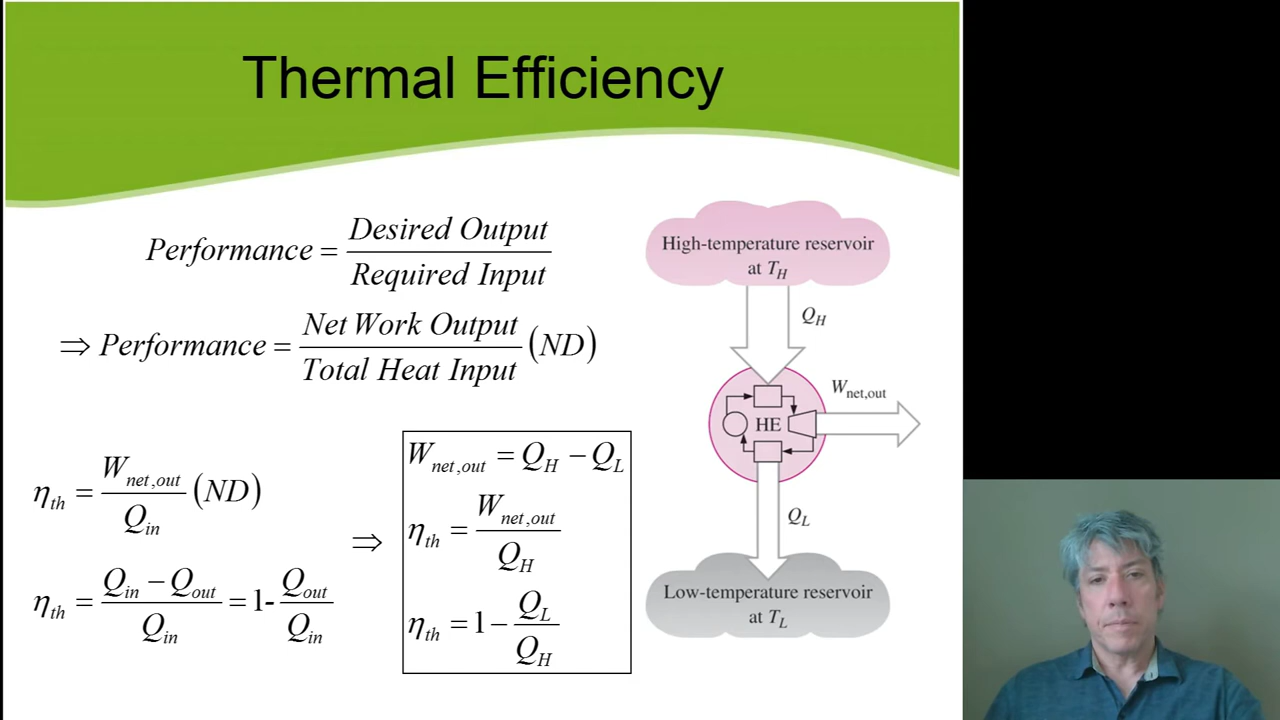 Thermal Efficiency
Performance = Desired Output / Required Input
⇒ Performance = Net Work Output / Total Heat Input (ND)
η_th = W_net,out / Q_in (ND)
η_th = (Q_in − Q_out) / Q_in = 1- Q_out / Q_in
⇒
W_net,out = Q_H − Q_L
η_th = W_net,out / Q_H
η_th = 1 − Q_L / Q_H
High-temperature reservoir
at T_H
Q_H
W_net,out
HE
Q_L
Low-temperature reservoir
at T_L